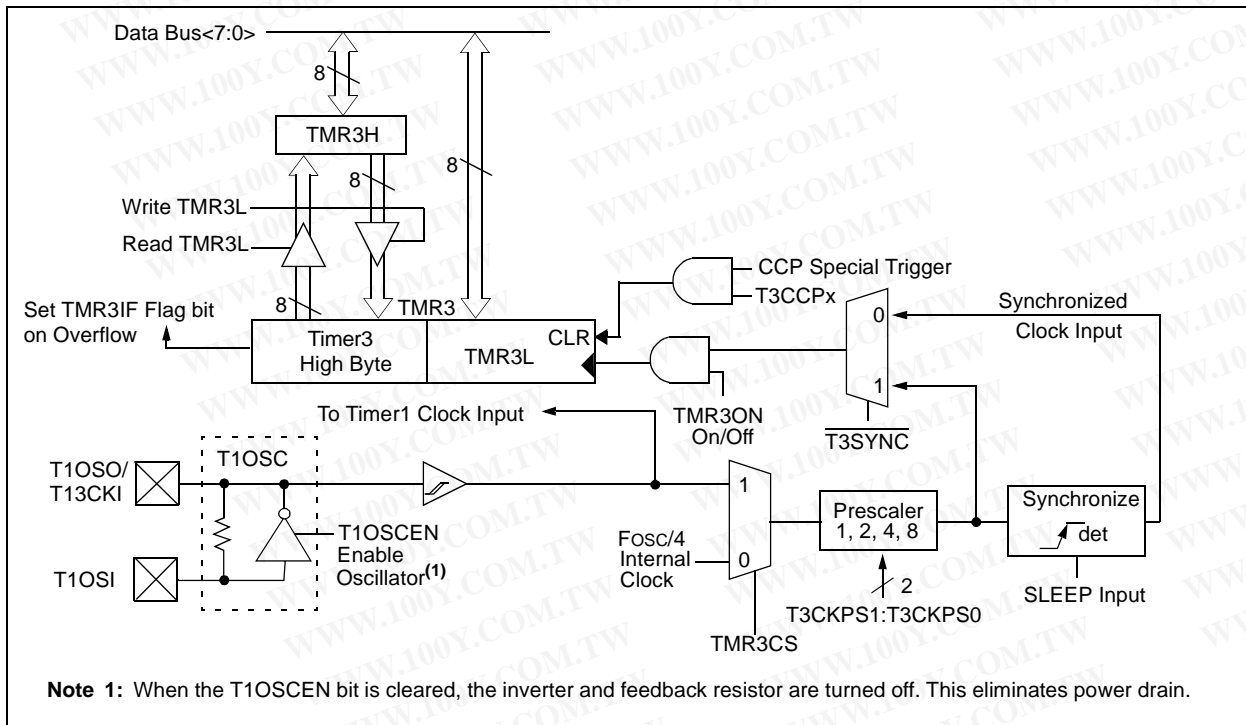 Data Bus<7:0>
8
TMR3H
8
8
Write TMR3L
Read TMR3L
CCP Special Trigger
T3CCPx
8
TMR3
Set TMR3IF Flag bit
on Overflow
Synchronized
Clock Input
0
CLR
Timer3
High Byte
TMR3L
1
To Timer1 Clock Input
TMR3ON
On/Off
T3SYNC
T1OSC
T1OSO/
T13CKI
1
Prescaler
1, 2, 4, 8
Synchronize
det
T1OSCEN
Enable
Oscillator(1)
FOSC/4
Internal
Clock
0
T1OSI
2
SLEEP Input
T3CKPS1:T3CKPS0
TMR3CS
Note 1: When the T1OSCEN bit is cleared, the inverter and feedback resistor are turned off. This eliminates power drain.
WWW.100Y.COM.TW